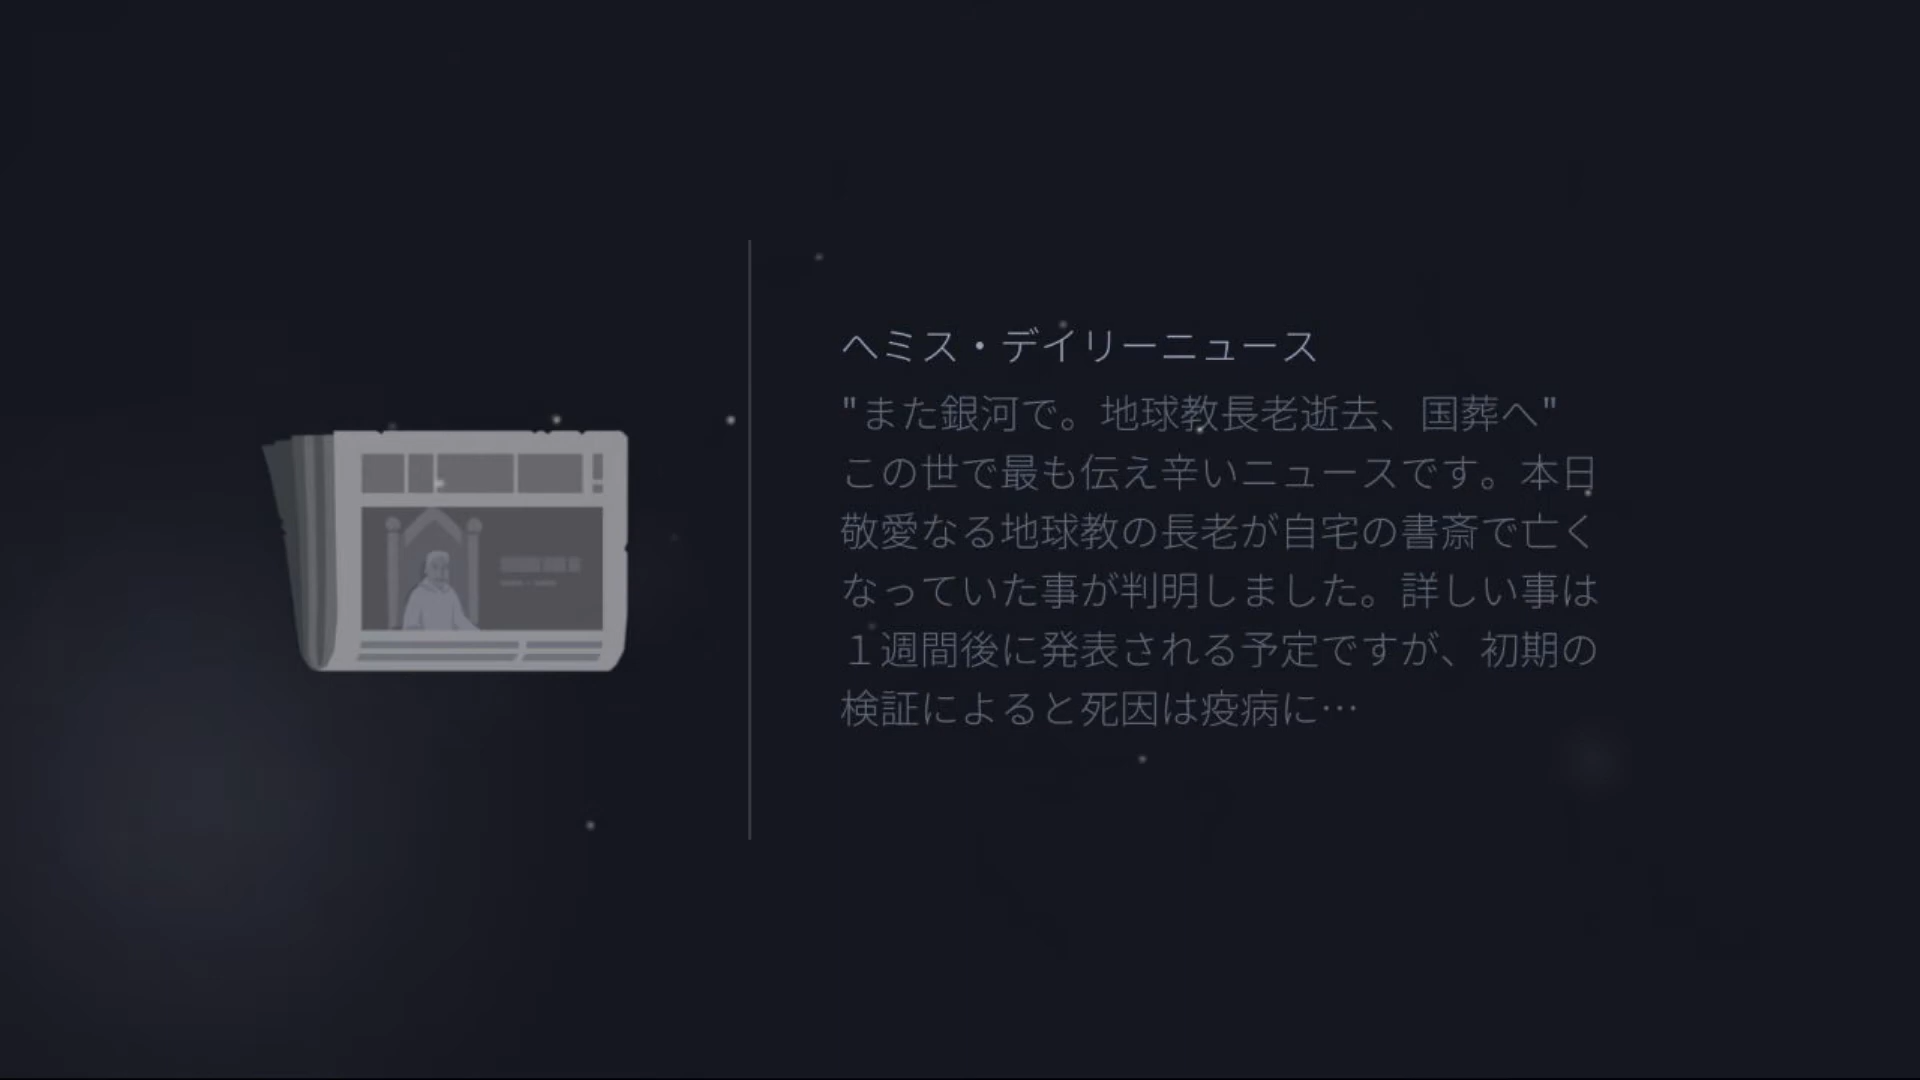 ヘミス・デイリーニュース
"また銀河で。地球教長老逝去、国葬へ"
この世で最も伝え辛いニュースです。本日
敬愛なる地球教の長老が自宅の書斎で亡く
なっていた事が判明しました。詳しい事は
１週間後に発表される予定ですが、初期の
検証によると死因は疫病に…